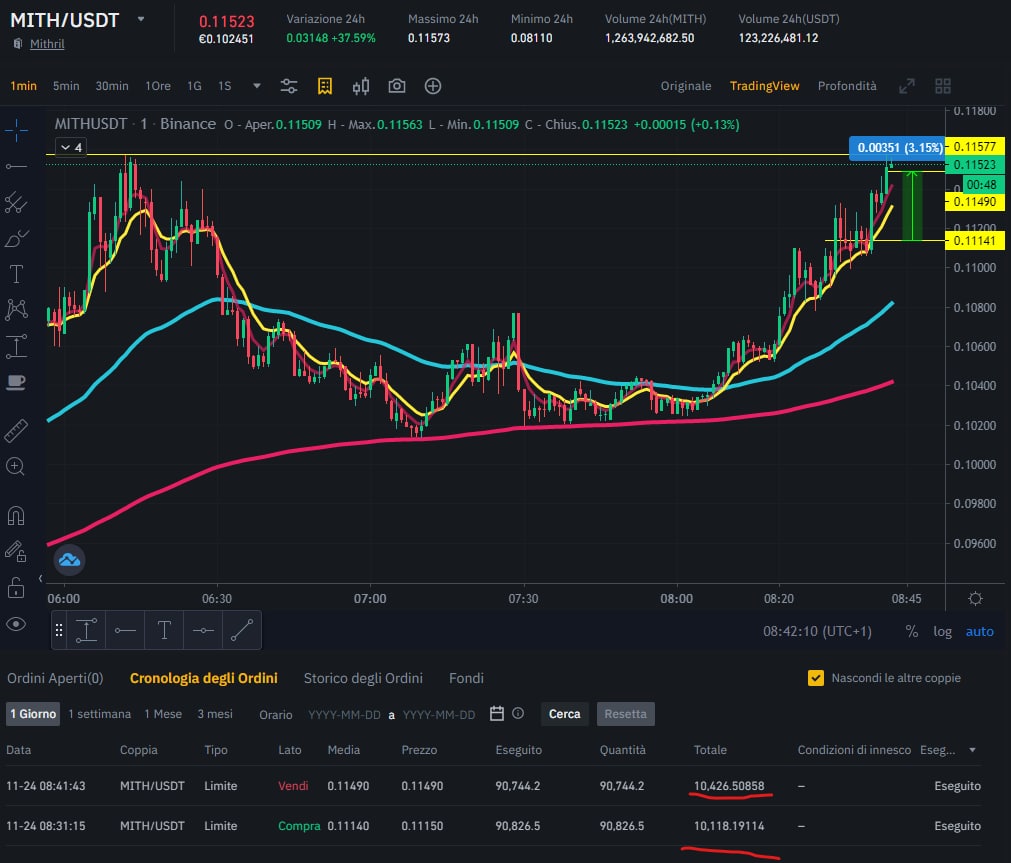 MITH/USDT
Mithril
0.11523
€0.102451
Variazione 24h
0.03148 +37.59%
Massimo 24h
0.11573
Minimo 24h
0.08110
Volume 24h(MITH)
1,263,942,682.50
Volume 24h(USDT)
123,226,481.12
1min 5min 30min 1Ore 1G 1S
Originale TradingView Profondità
MITHUSDT · 1 · Binance O - Aper.0.11509 H - Max.0.11563 L - Min.0.11509 C - Chius.0.11523 +0.00015 (+0.13%)
4
0.00351 (3.15%)
0.11800
0.11577
0.11523
00:48
0.11490
0.11200
0.11141
0.11000
0.10800
0.10600
0.10400
0.10200
0.10000
0.09800
0.09600
06:00 06:30 07:00 07:30 08:00 08:20 08:45
T
08:42:10 (UTC+1) % log auto
Ordini Aperti(0) Cronologia degli Ordini Storico degli Ordini Fondi Nascondi le altre coppie
1 Giorno 1 settimana 1 Mese 3 mesi Orario YYYY-MM-DD a YYYY-MM-DD Cerca Resetta
Data Coppia Tipo Lato Media Prezzo Eseguito Quantità Totale Condizioni di innesco Eseg...
11-24 08:41:43 MITH/USDT Limite Vendi 0.11490 0.11490 90,744.2 90,744.2 10,426.50858 – Eseguito
11-24 08:31:15 MITH/USDT Limite Compra 0.11140 0.11150 90,826.5 90,826.5 10,118.19114 – Eseguito